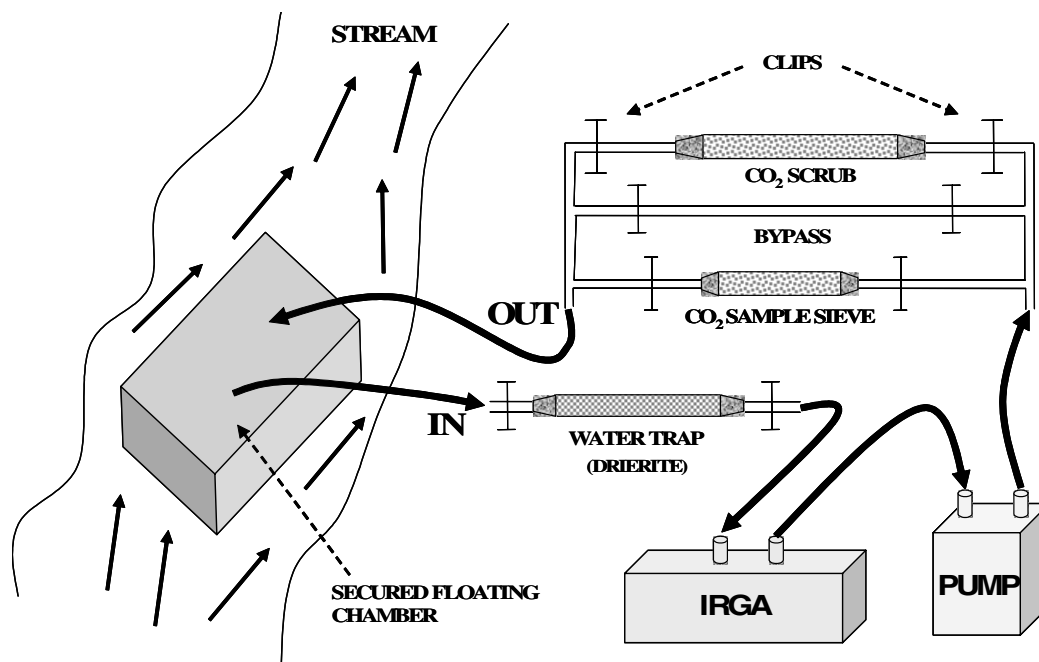 STREAM
CLIPS
CO₂ SCRUB
BYPASS
OUT
CO₂ SAMPLE SIEVE
IN
WATER TRAP
(DRIERITE)
SECURED FLOATING
CHAMBER
IRGA
PUMP